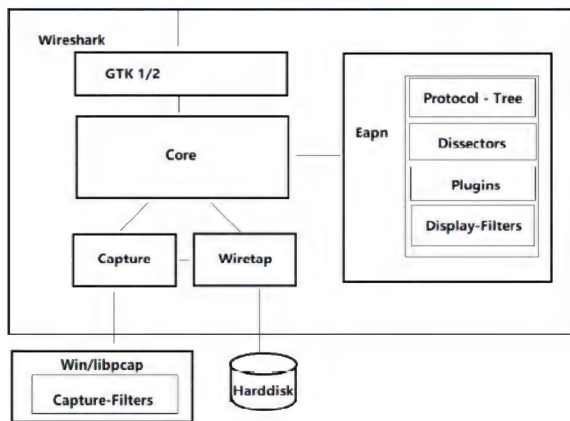 Wireshark
GTK 1/2
Core
Eapn
Protocol - Tree
Dissectors
Plugins
Display-Filters
Capture
Wiretap
Win/libpcap
Capture-Filters
Harddisk